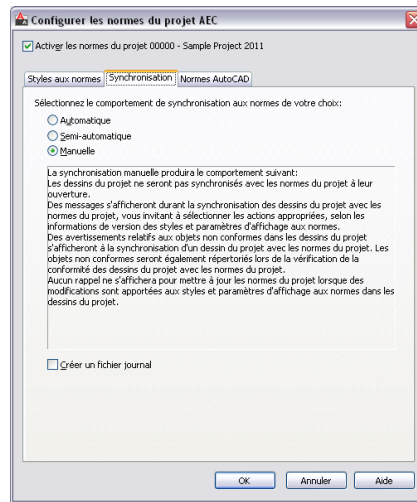 Configurer les normes du projet AEC
Activer les normes du projet 00000 - Sample Project 2011
Styles aux normes Synchronisation Normes AutoCAD
Sélectionnez le comportement de synchronisation aux normes de votre choix:
Automatique
Semi-automatique
Manuelle
La synchronisation manuelle produira le comportement suivant:
Les dessins du projet ne seront pas synchronisés avec les normes du projet à leur
ouverture.
Des messages s'afficheront durant la synchronisation des dessins du projet avec les
normes du projet, vous invitant à sélectionner les actions appropriées, selon les
informations de version des styles et paramètres d'affichage aux normes.
Des avertissements relatifs aux objets non conformes dans les dessins du projet
s'afficheront à la synchronisation d'un dessin du projet avec les normes du projet. Les
objets non conformes seront également répertoriés lors de la vérification de la
conformité des dessins du projet avec les normes du projet.
Aucun rappel ne s'affichera pour mettre à jour les normes du projet lorsque des
modifications sont apportées aux styles et paramètres d'affichage aux normes dans les
dessins du projet.
Créer un fichier journal
OK Annuler Aide